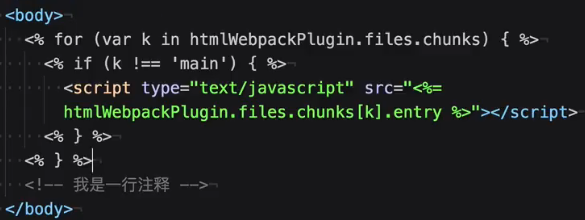 <body>
<% for (var k in htmlWebpackPlugin.files.chunks) { %>
<% if (k !== 'main') { %>
<script type="text/javascript" src="<%=
htmlWebpackPlugin.files.chunks[k].entry %>"></script>
<% } %>
<% } %>
<!-- 我是一行注释 -->
</body>